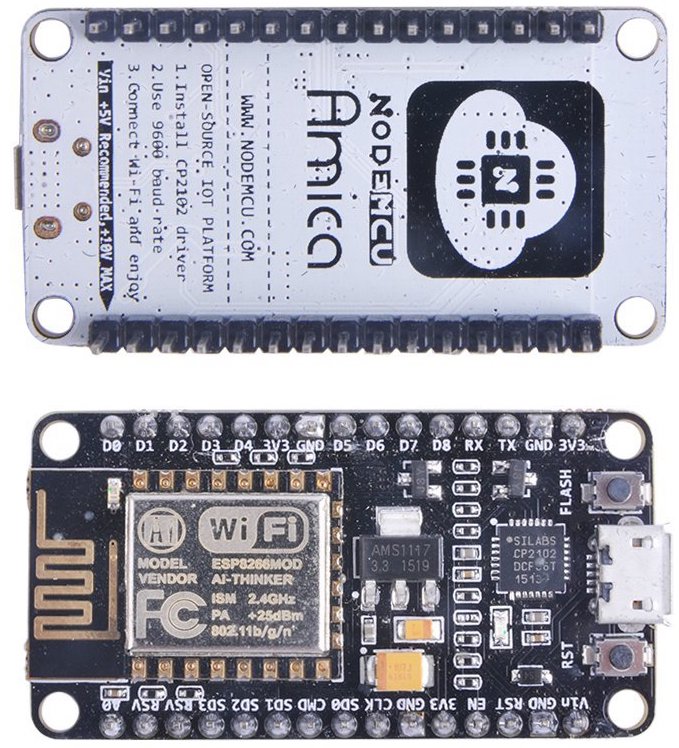 NODEMCU
Amica
WWW.NODEMCU.COM
OPEN-SOURCE IOT PLATFORM
1.Install CP2102 driver
2.Use 9600 baud rate
3.Connect Wi-Fi and enjoy
Vin +5V Recommended,+10V MAX
D0 D1 D2 D3 D4 3V3 GND D5 D6 D7 D8 RX TX GND 3V3
FLASH
Ai WiFi
MODEL ESP8266MOD
VENDOR AI-THINKER
FC ISM 2.4GHz
PA +25dBm
802.11b/g/n
AMS1117
3.3 1519
SILABS
CP2102
RST
A0 RSV RSV SD3 SD2 SD1 CMD SD0 CLK GND 3V3 EN RST GND Vin